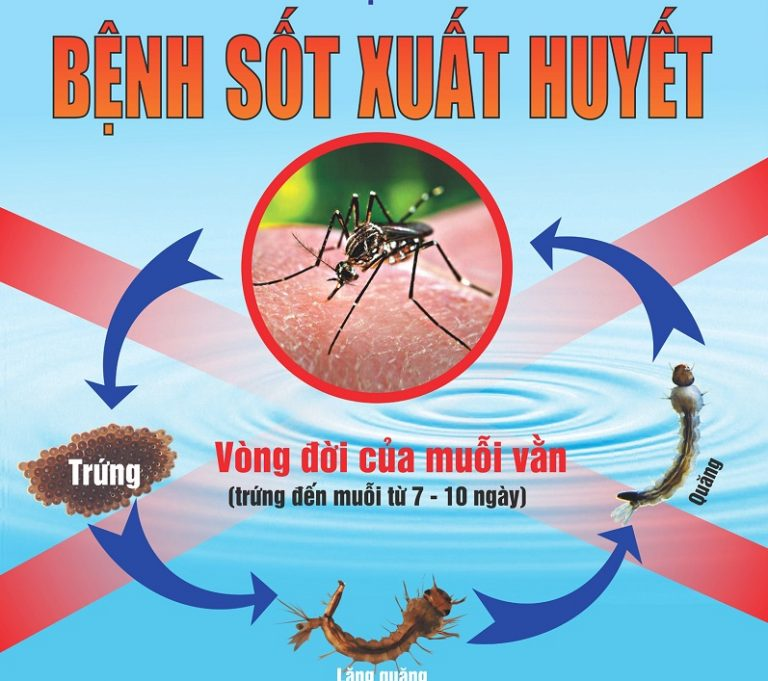 BỆNH SỐT XUẤT HUYẾT
Trứng
Vòng đời của muỗi vằn
(trứng đến muỗi từ 7 - 10 ngày)
Quăng
Lăng quăng